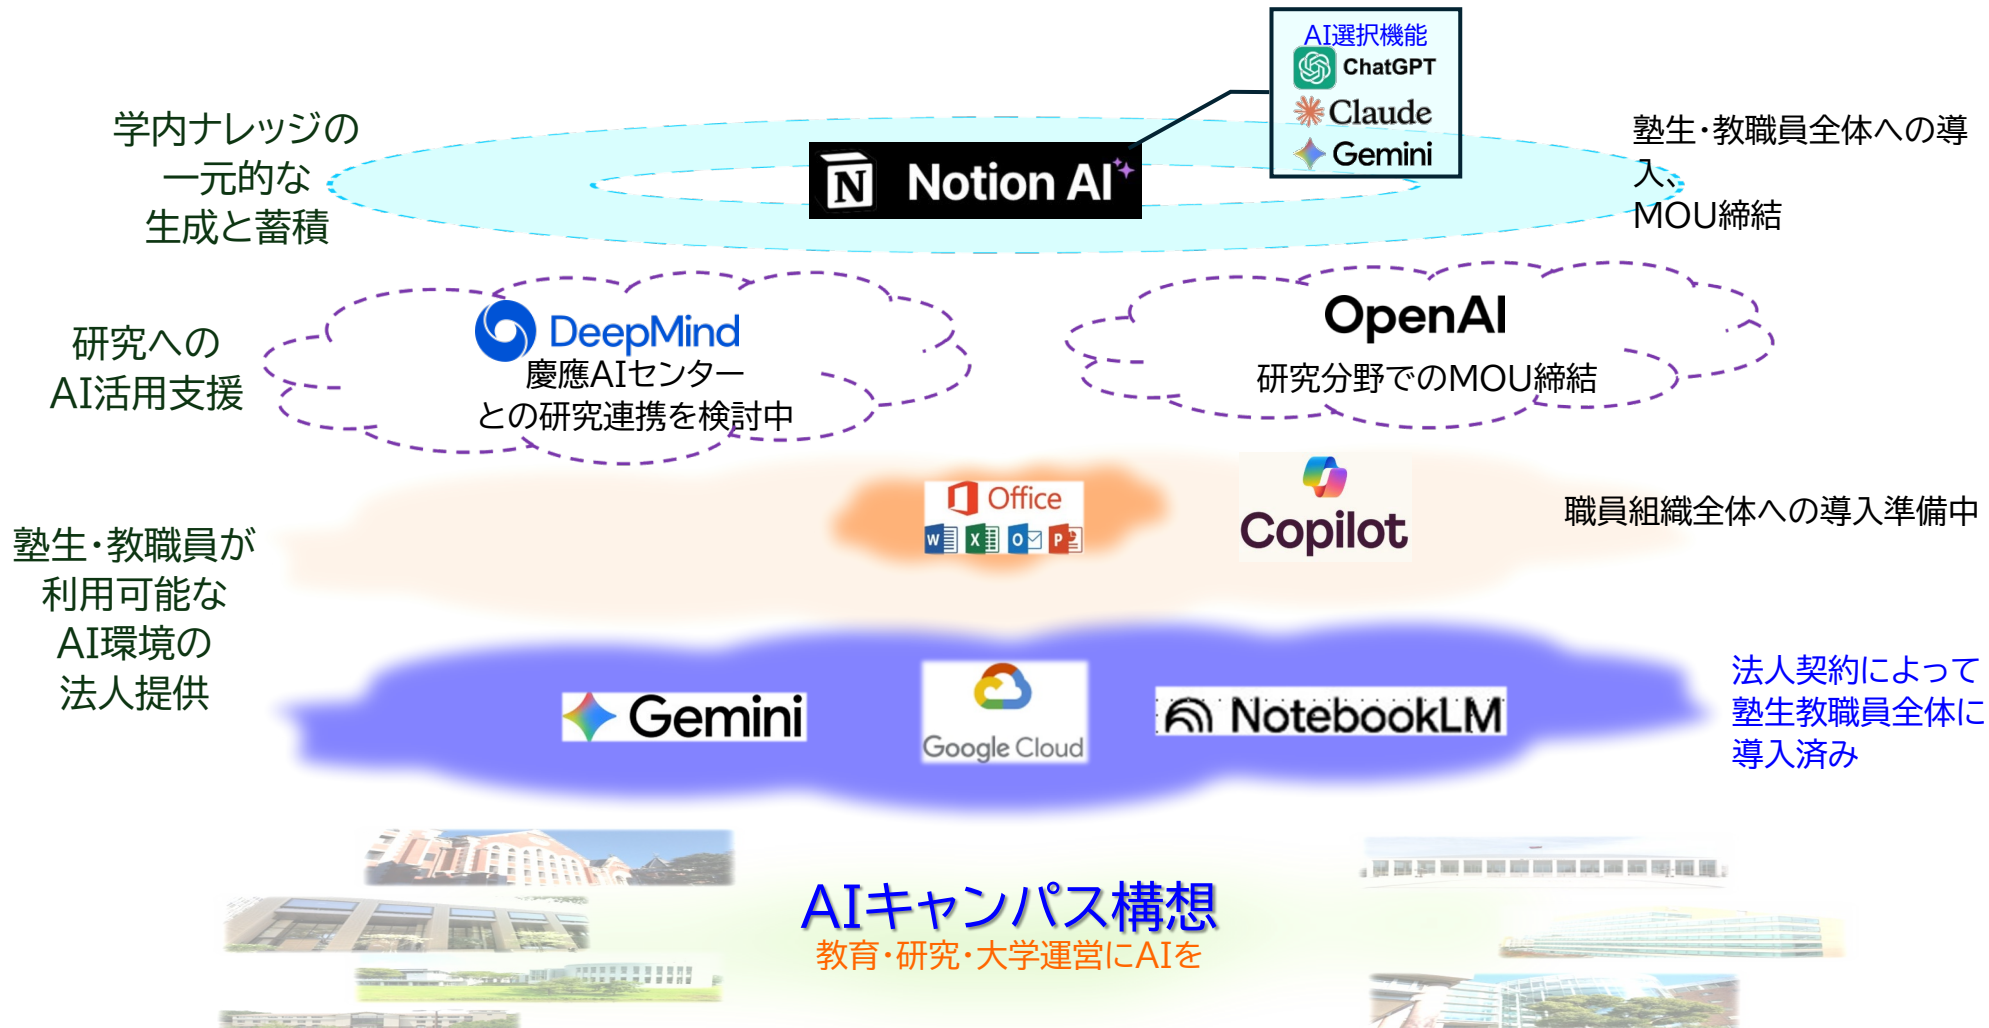 AI選択機能
ChatGPT
Claude
Gemini
学内ナレッジの
一元的な
生成と蓄積
Notion AI
塾生・教職員全体への導
入、
MOU締結
研究への
AI活用支援
DeepMind
慶應AIセンター
との研究連携を検討中
OpenAI
研究分野でのMOU締結
塾生・教職員が
利用可能な
AI環境の
法人提供
Office
W X O P
Copilot
職員組織全体への導入準備中
Gemini
Google Cloud
NotebookLM
法人契約によって
塾生教職員全体に
導入済み
AIキャンパス構想
教育・研究・大学運営にAIを